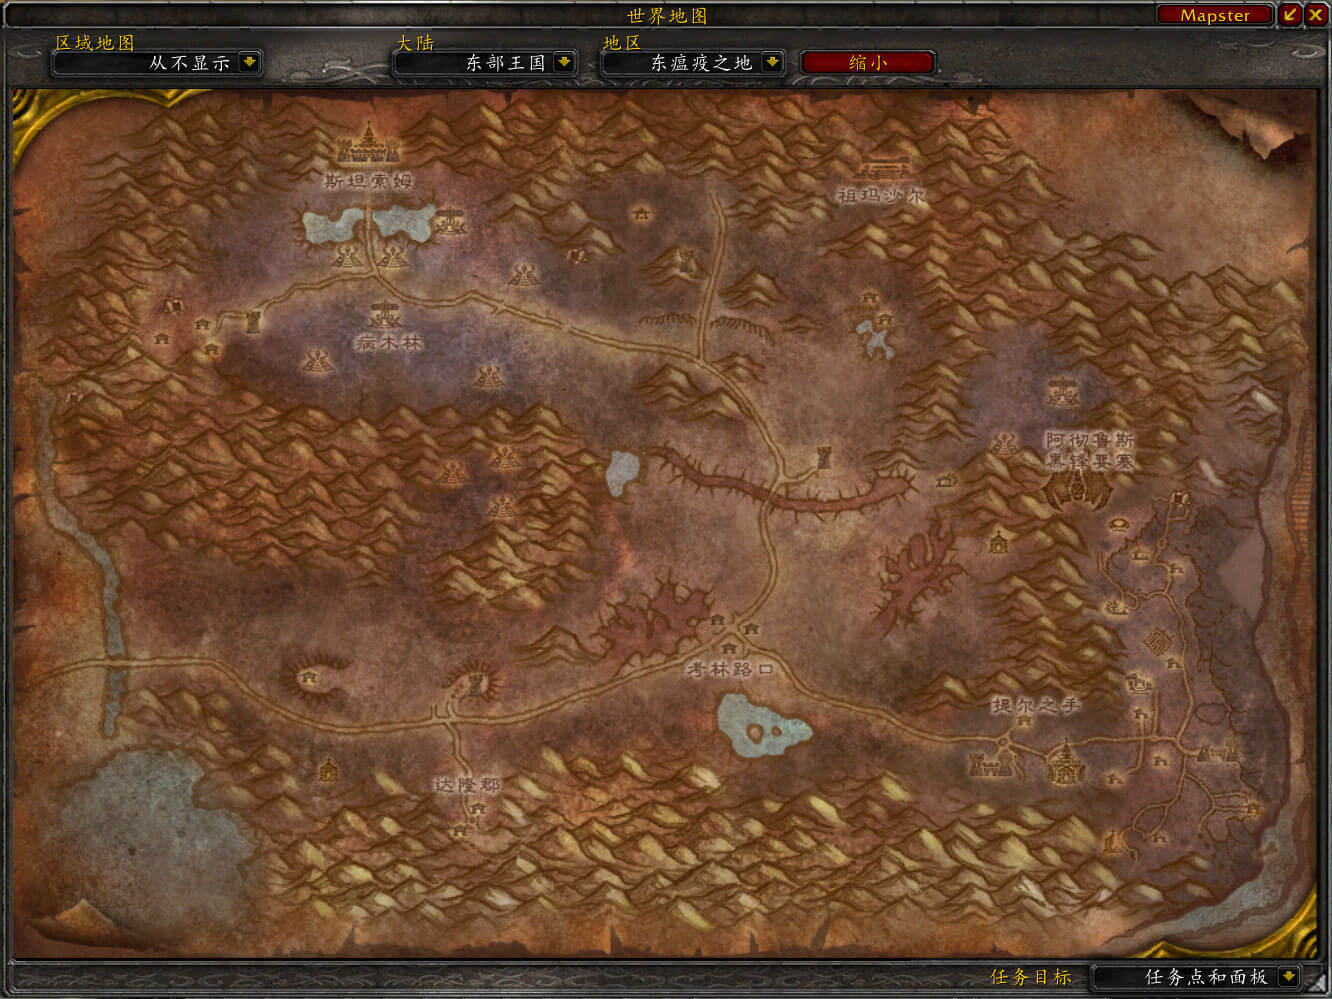 世界地图
Mapster
区域地图
大陆
地区
从不显示
东部王国
东瘟疫之地
缩小
斯坦索姆
祖玛沙尔
病木林
阿彻鲁斯
黑锋要塞
考林路口
提尔之手
达隆郡
任务目标
任务点和面板